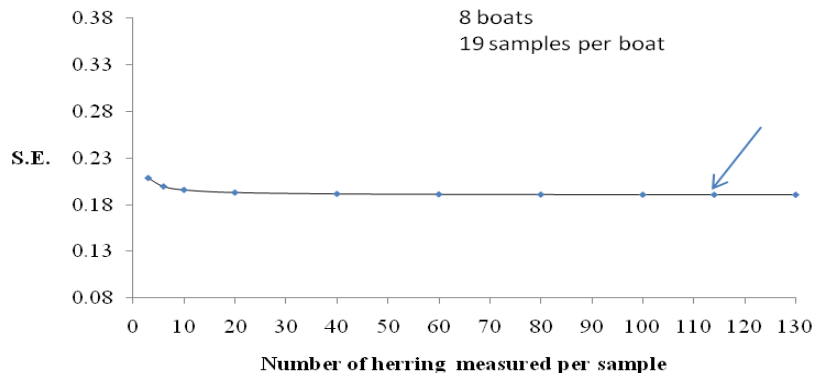 8 boats
19 samples per boat
S.E.
0.38
0.33
0.28
0.23
0.18
0.13
0.08
0 10 20 30 40 50 60 70 80 90 100 110 120 130
Number of herring measured per sample